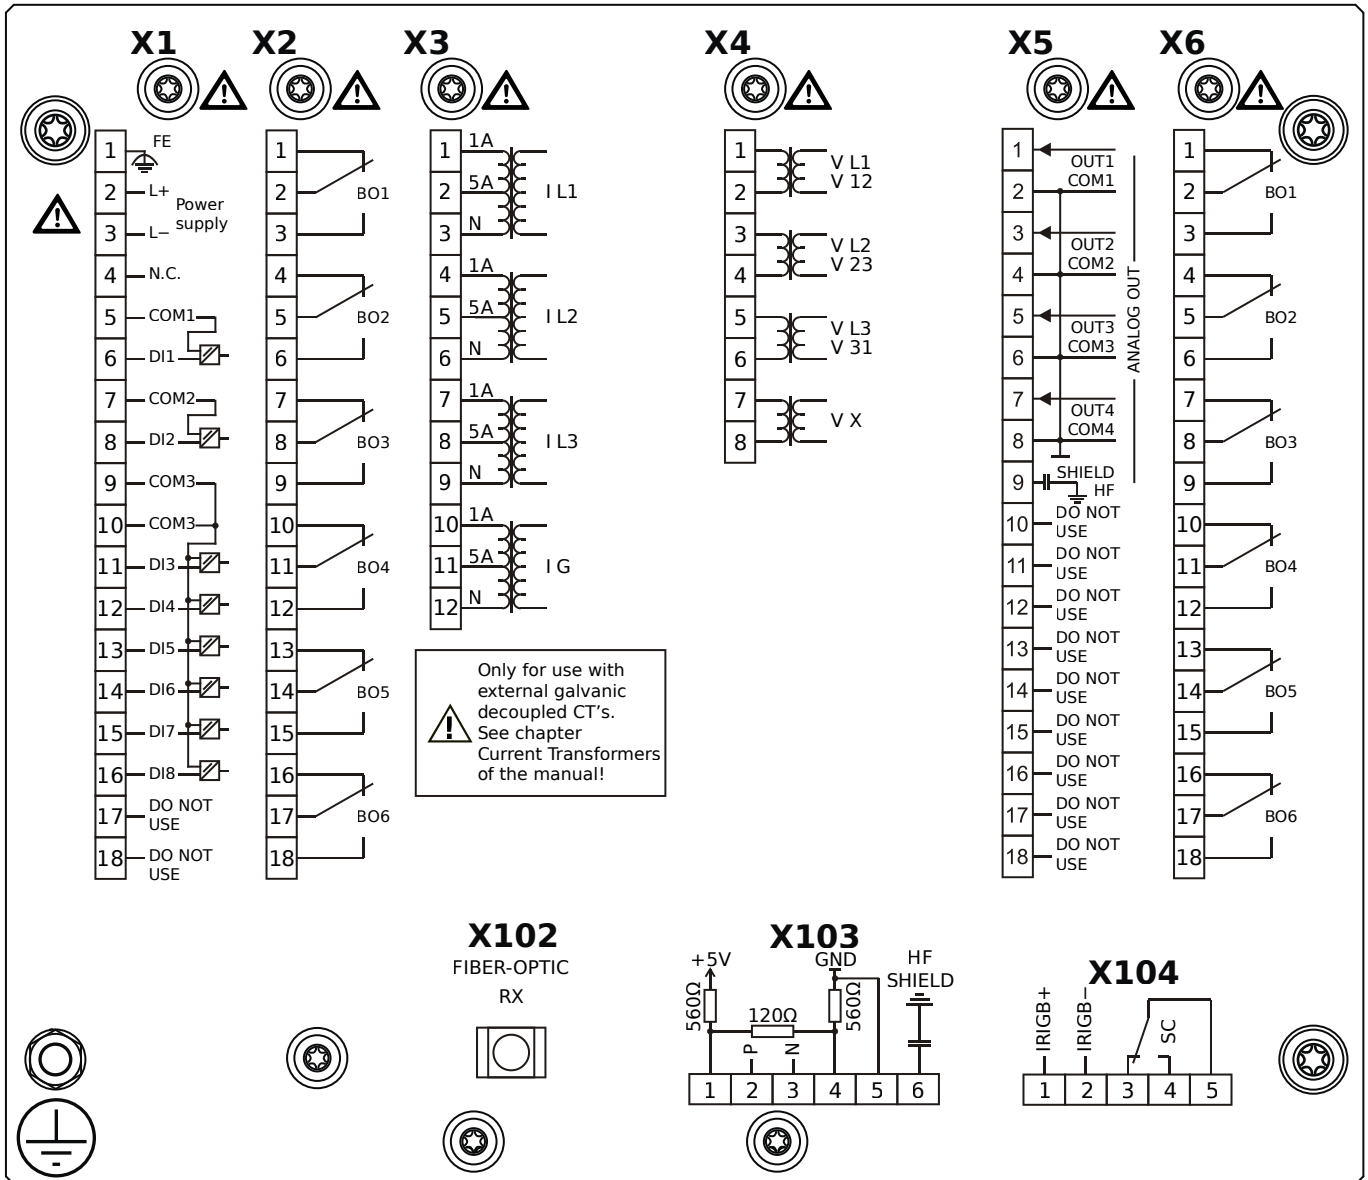 X1
1
FE
2
L+
Power
supply
3
L−
4
N.C.
5
COM1
6
DI1
7
COM2
8
DI2
9
COM3
10
COM3
11
DI3
12
DI4
13
DI5
14
DI6
15
DI7
16
DI8
17
DO NOT
USE
18
DO NOT
USE
X2
1
2
BO1
3
4
5
BO2
6
7
8
BO3
9
10
11
BO4
12
13
14
BO5
15
16
17
BO6
18
X3
1
1A
2
5A
I L1
3
N
4
1A
5
5A
I L2
6
N
7
1A
8
5A
I L3
9
N
10
1A
11
5A
I G
12
N
Only for use with
external galvanic
decoupled CT's.
See chapter
Current Transformers
of the manual!
X4
1
V L1
2
V 12
3
V L2
4
V 23
5
V L3
6
V 31
7
V X
8
X5
1
OUT1
2
COM1
3
OUT2
4
COM2
5
OUT3
6
COM3
7
OUT4
8
COM4
ANALOG OUT
9
SHIELD
HF
10
DO NOT
USE
11
DO NOT
USE
12
DO NOT
USE
13
DO NOT
USE
14
DO NOT
USE
15
DO NOT
USE
16
DO NOT
USE
17
DO NOT
USE
18
DO NOT
USE
X6
1
2
BO1
3
4
5
BO2
6
7
8
BO3
9
10
11
BO4
12
13
14
BO5
15
16
17
BO6
18
X102
FIBER-OPTIC
RX
X103
+5V
GND
HF
SHIELD
560Ω
120Ω
560Ω
P
N
1 2 3 4 5 6
X104
IRIGB+
IRIGB−
SC
1 2 3 4 5